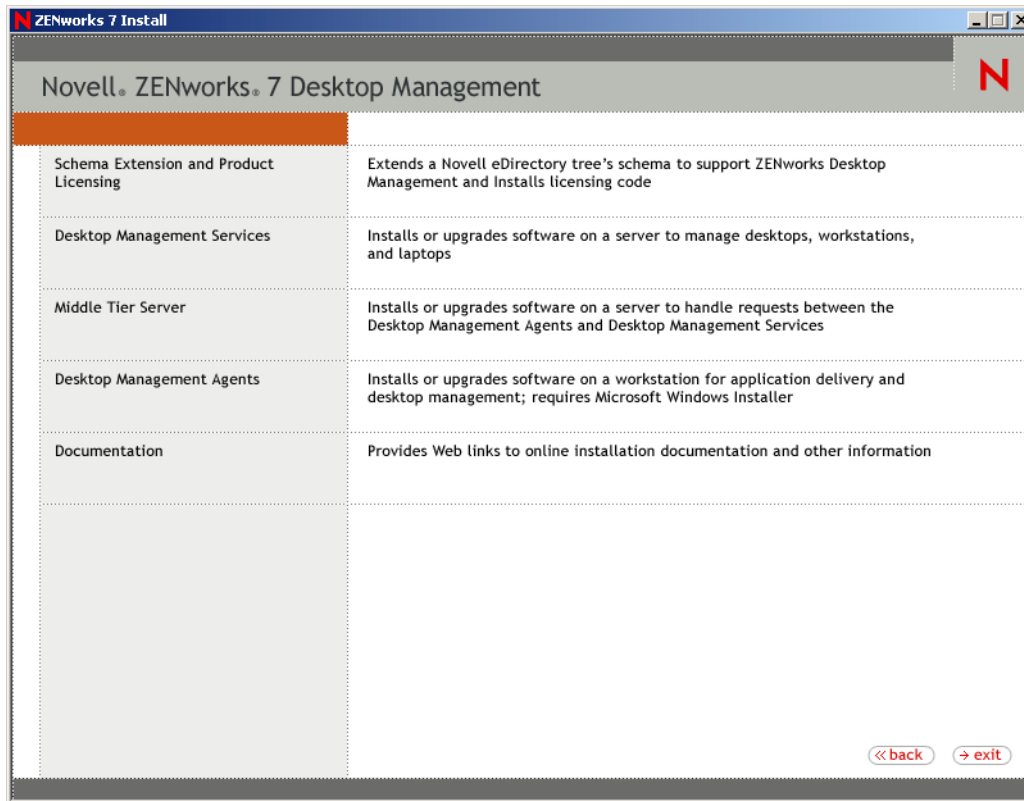 ZENworks 7 Install
Novell® ZENworks® 7 Desktop Management
N
Schema Extension and Product
Licensing
Extends a Novell eDirectory tree's schema to support ZENworks Desktop
Management and Installs licensing code
Desktop Management Services
Installs or upgrades software on a server to manage desktops, workstations,
and laptops
Middle Tier Server
Installs or upgrades software on a server to handle requests between the
Desktop Management Agents and Desktop Management Services
Desktop Management Agents
Installs or upgrades software on a workstation for application delivery and
desktop management; requires Microsoft Windows Installer
Documentation
Provides Web links to online installation documentation and other information
« back
→ exit